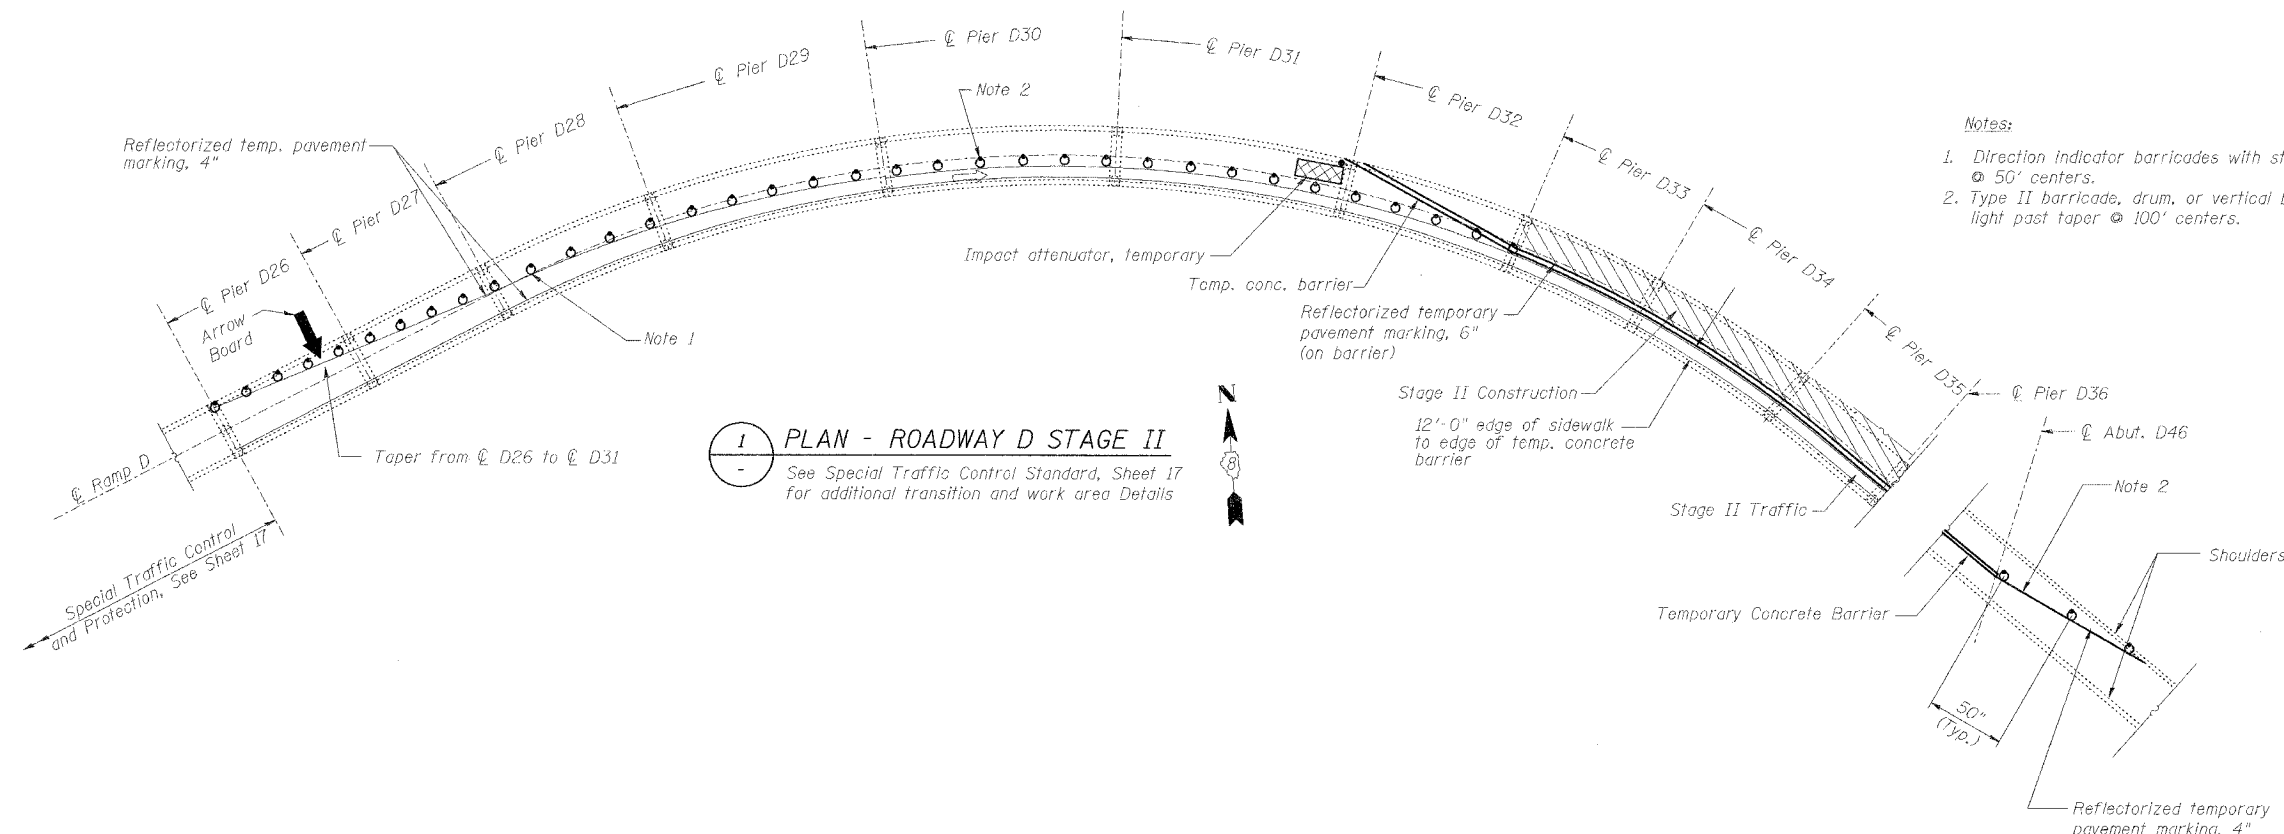 ℄ Pier D26
℄ Pier D27
℄ Pier D28
℄ Pier D29
℄ Pier D30
℄ Pier D31
℄ Pier D32
℄ Pier D33
℄ Pier D34
℄ Pier D35
℄ Pier D36
℄ Abut. D46
Reflectorized temp. pavement
marking, 4"
Arrow
Board
Note 2
Note 1
Taper from ℄ D26 to ℄ D31
℄ Ramp D
Special Traffic Control
and Protection, See Sheet 17
1
-
PLAN - ROADWAY D STAGE II
See Special Traffic Control Standard, Sheet 17
for additional transition and work area Details
N
8
Impact attenuator, temporary
Temp. conc. barrier
Reflectorized temporary
pavement marking, 6"
(on barrier)
Stage II Construction
12'-0" edge of sidewalk
to edge of temp. concrete
barrier
Stage II Traffic
Notes:
1. Direction indicator barricades with
@ 50' centers.
2. Type II barricade, drum, or vertical
light past taper @ 100' centers.
Note 2
Shoulders
Temporary Concrete Barrier
50"
(Typ.)
Reflectorized temporary
pavement marking, 4"